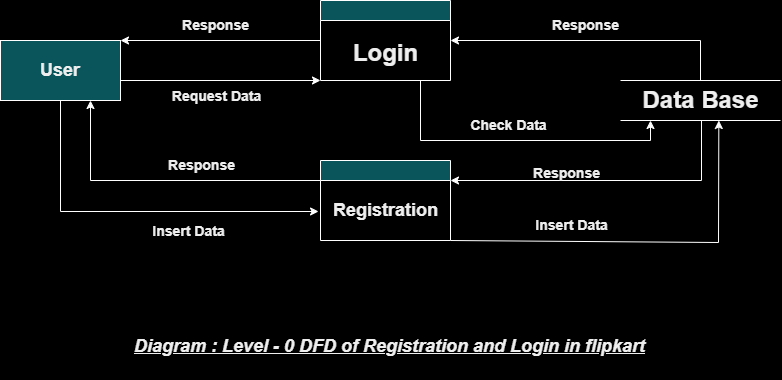 Response
Login
Response
User
Request Data
Data Base
Check Data
Response
Response
Registration
Insert Data
Insert Data
Diagram : Level - 0 DFD of Registration and Login in flipkart